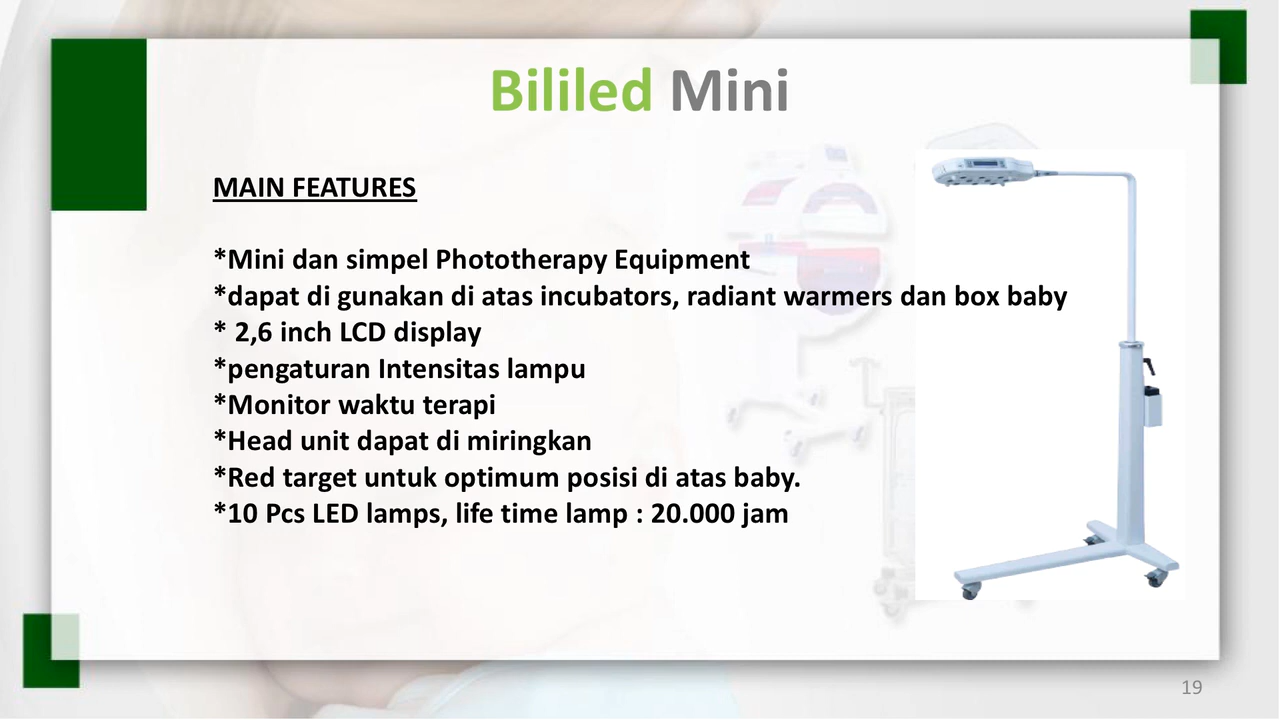 Bililed Mini
MAIN FEATURES
*Mini dan simpel Phototherapy Equipment
*dapat di gunakan di atas incubators, radiant warmers dan box baby
* 2,6 inch LCD display
*pengaturan Intensitas lampu
*Monitor waktu terapi
*Head unit dapat di miringkan
*Red target untuk optimum posisi di atas baby.
*10 Pcs LED lamps, life time lamp : 20.000 jam
19